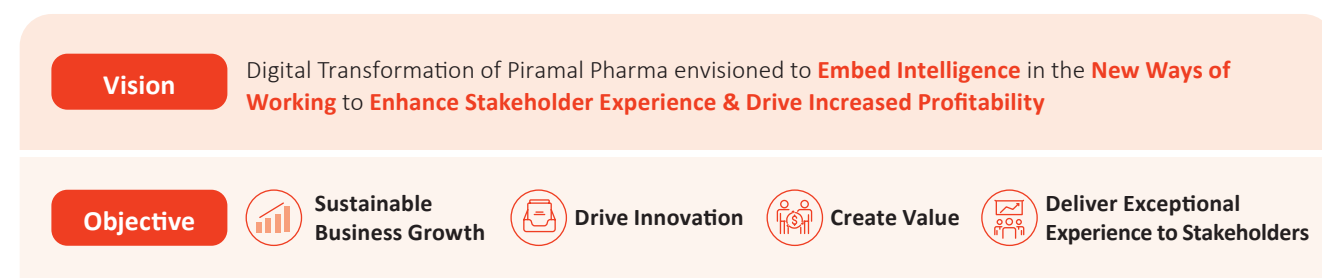 Vision
Digital Transformation of Piramal Pharma envisioned to Embed Intelligence in the New Ways of
Working to Enhance Stakeholder Experience & Drive Increased Profitability
Objective
Sustainable
Business Growth
Drive Innovation
Create Value
Deliver Exceptional
Experience to Stakeholders